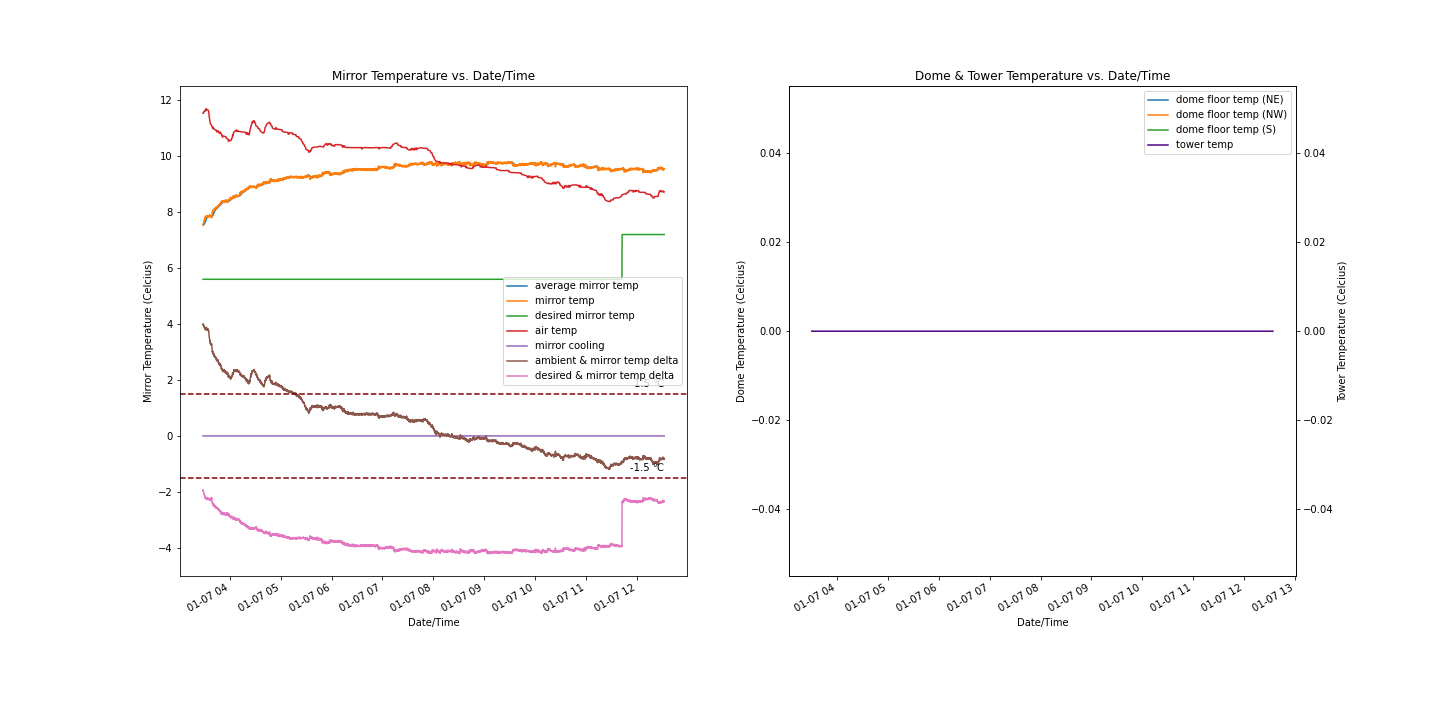 Mirror Temperature vs. Date/Time
12
10
8
6
4
2
0
−2
−4
Mirror Temperature (Celcius)
average mirror temp
mirror temp
desired mirror temp
air temp
mirror cooling
ambient & mirror temp delta
desired & mirror temp delta
1.5 °C
-1.5 °C
01-07 04
01-07 05
01-07 06
01-07 07
01-07 08
01-07 09
01-07 10
01-07 11
01-07 12
Date/Time
Dome & Tower Temperature vs. Date/Time
dome floor temp (NE)
dome floor temp (NW)
dome floor temp (S)
tower temp
0.04
0.02
0.00
−0.02
−0.04
Dome Temperature (Celcius)
0.04
0.02
0.00
−0.02
−0.04
Tower Temperature (Celcius)
01-07 04
01-07 05
01-07 06
01-07 07
01-07 08
01-07 09
01-07 10
01-07 11
01-07 12
01-07 13
Date/Time